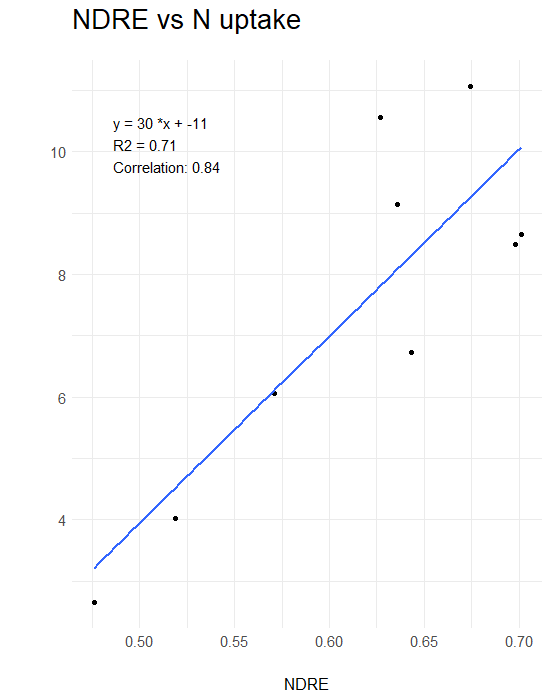 NDRE vs N uptake
y = 30 *x + -11
R2 = 0.71
Correlation: 0.84
10
8
6
4
0.50 0.55 0.60 0.65 0.70
NDRE